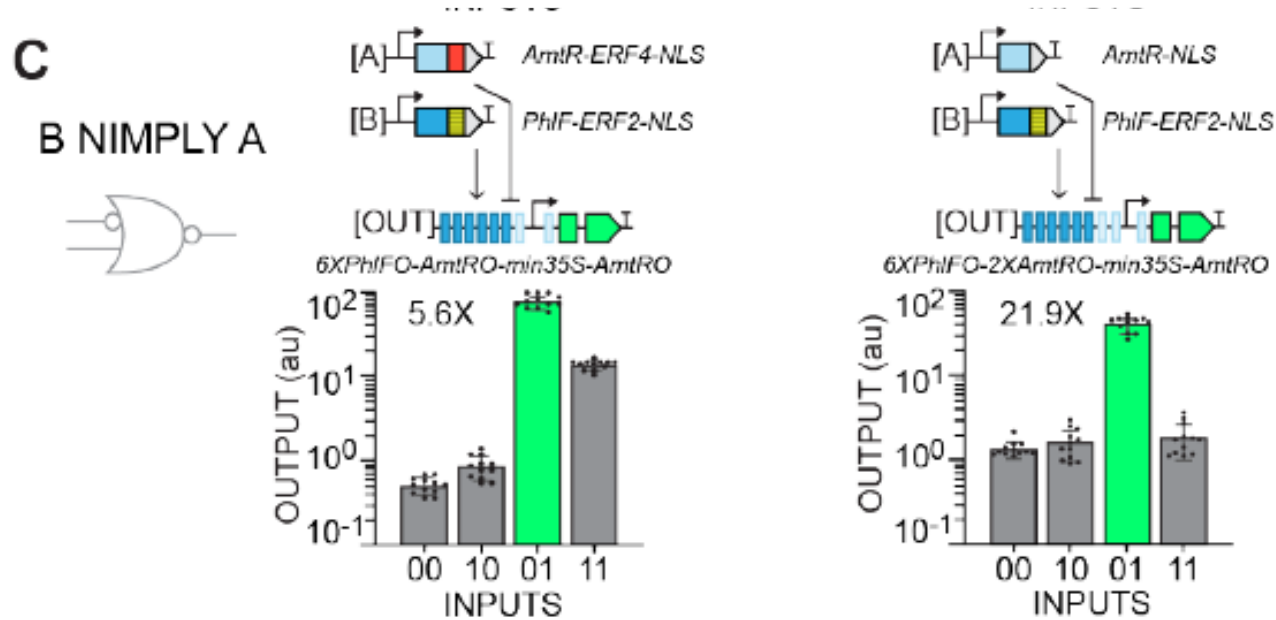 C
B NIMPLY A
[A]
AmtR-ERF4-NLS
[B]
PhlF-ERF2-NLS
[OUT]
6XPhlFO-AmtRO-min35S-AmtRO
5.6X
OUTPUT (au)
10²
10¹
10⁰
10⁻¹
00 10 01 11
INPUTS
[A]
AmtR-NLS
[B]
PhlF-ERF2-NLS
[OUT]
6XPhlFO-2XAmtRO-min35S-AmtRO
21.9X
OUTPUT (au)
10²
10¹
10⁰
10⁻¹
00 10 01 11
INPUTS